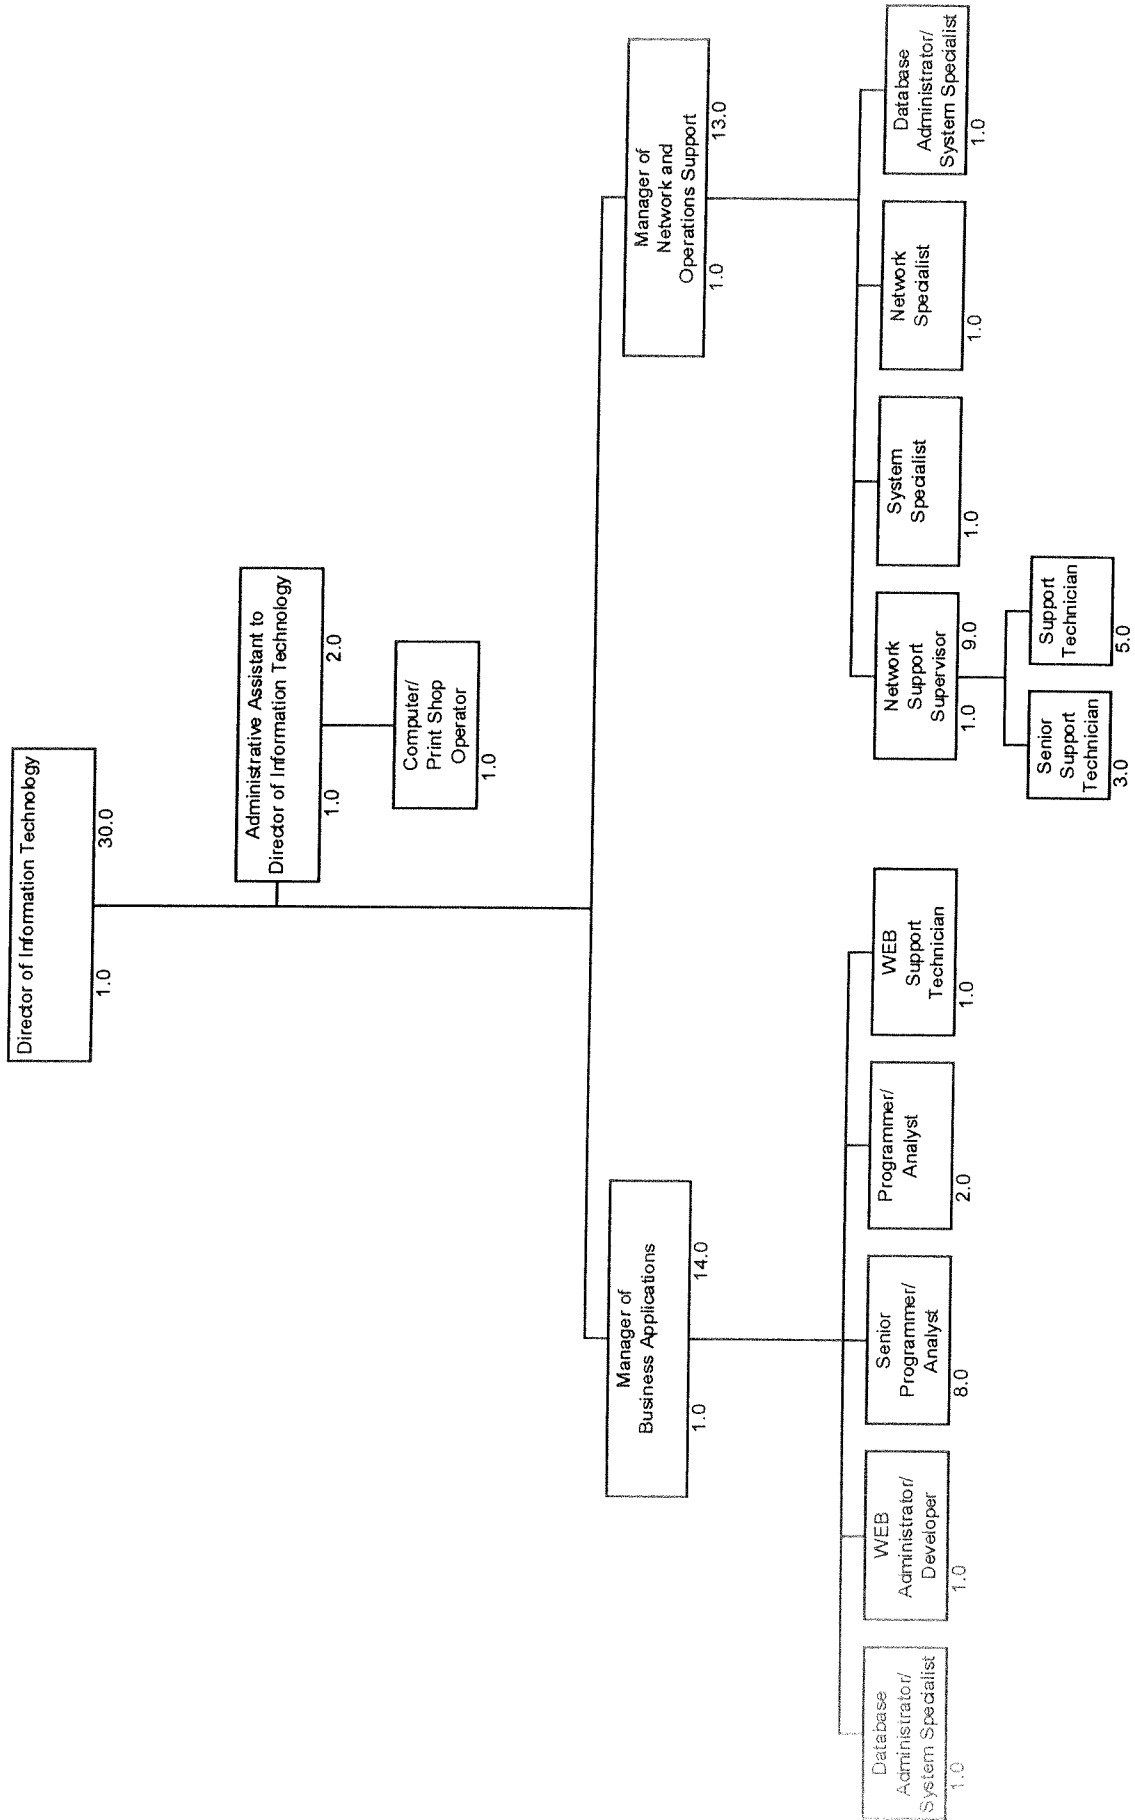 Director of Information Technology
1.0 30.0
Administrative Assistant to
Director of Information Technology
1.0 2.0
Computer/
Print Shop
Operator
1.0
Manager of
Business Applications
1.0 14.0
Manager of
Network and
Operations Support
1.0 13.0
Database
Administrator/
System Specialist
1.0
WEB
Administrator/
Developer
1.0
Senior
Programmer/
Analyst
8.0
Programmer/
Analyst
2.0
WEB
Support
Technician
1.0
Network
Support
Supervisor
1.0 9.0
System
Specialist
1.0
Network
Specialist
1.0
Database
Administrator/
System Specialist
1.0
Senior
Support
Technician
3.0
Support
Technician
5.0